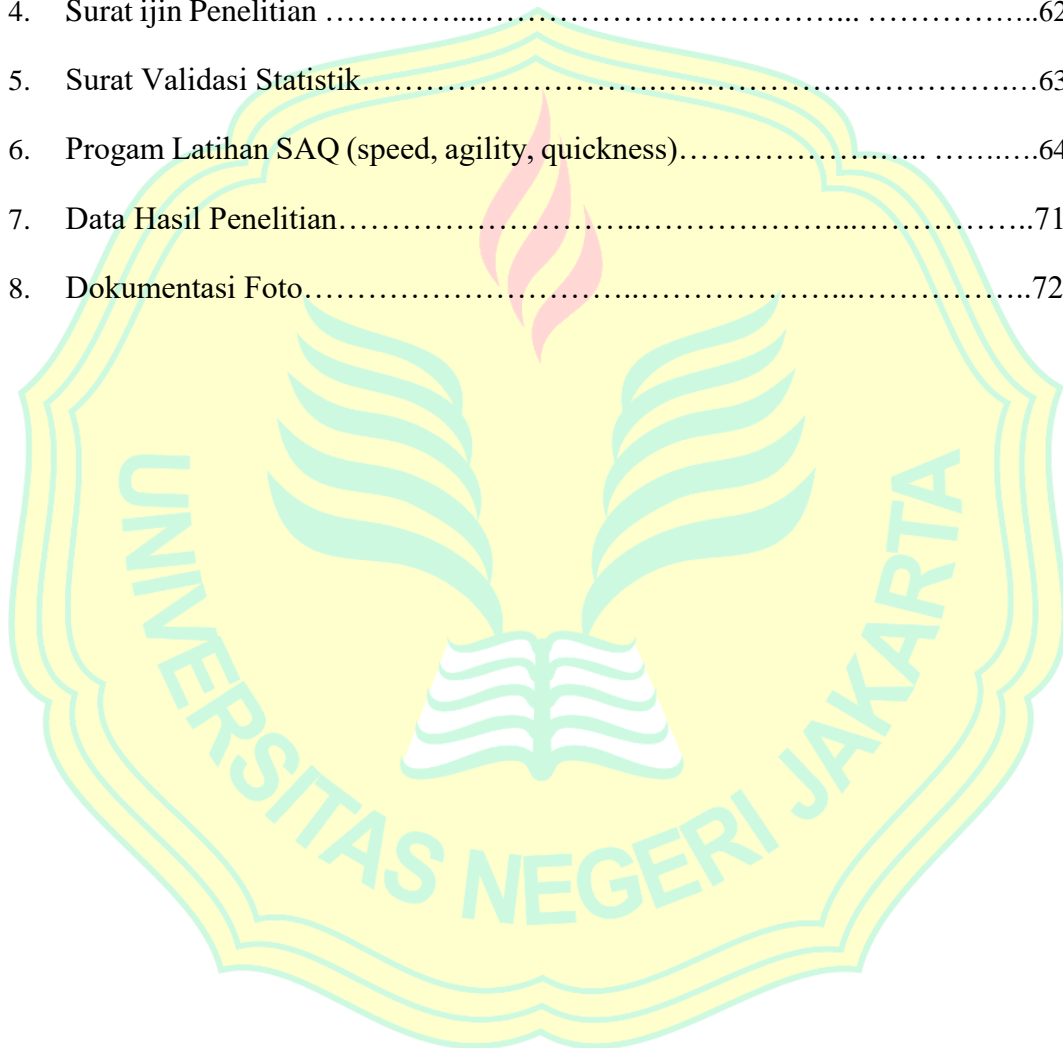 4. Surat ijin Penelitian …………....……………………………... ……………..62
5. Surat Validasi Statistik……………………….…..………….…………….…63
6. Progam Latihan SAQ (speed, agility, quickness)……………….….. …….….64
7. Data Hasil Penelitian………………………..………………...……………..71
8. Dokumentasi Foto…………………………..………………...……………..72
UNIVERSITAS NEGERI JAKARTA